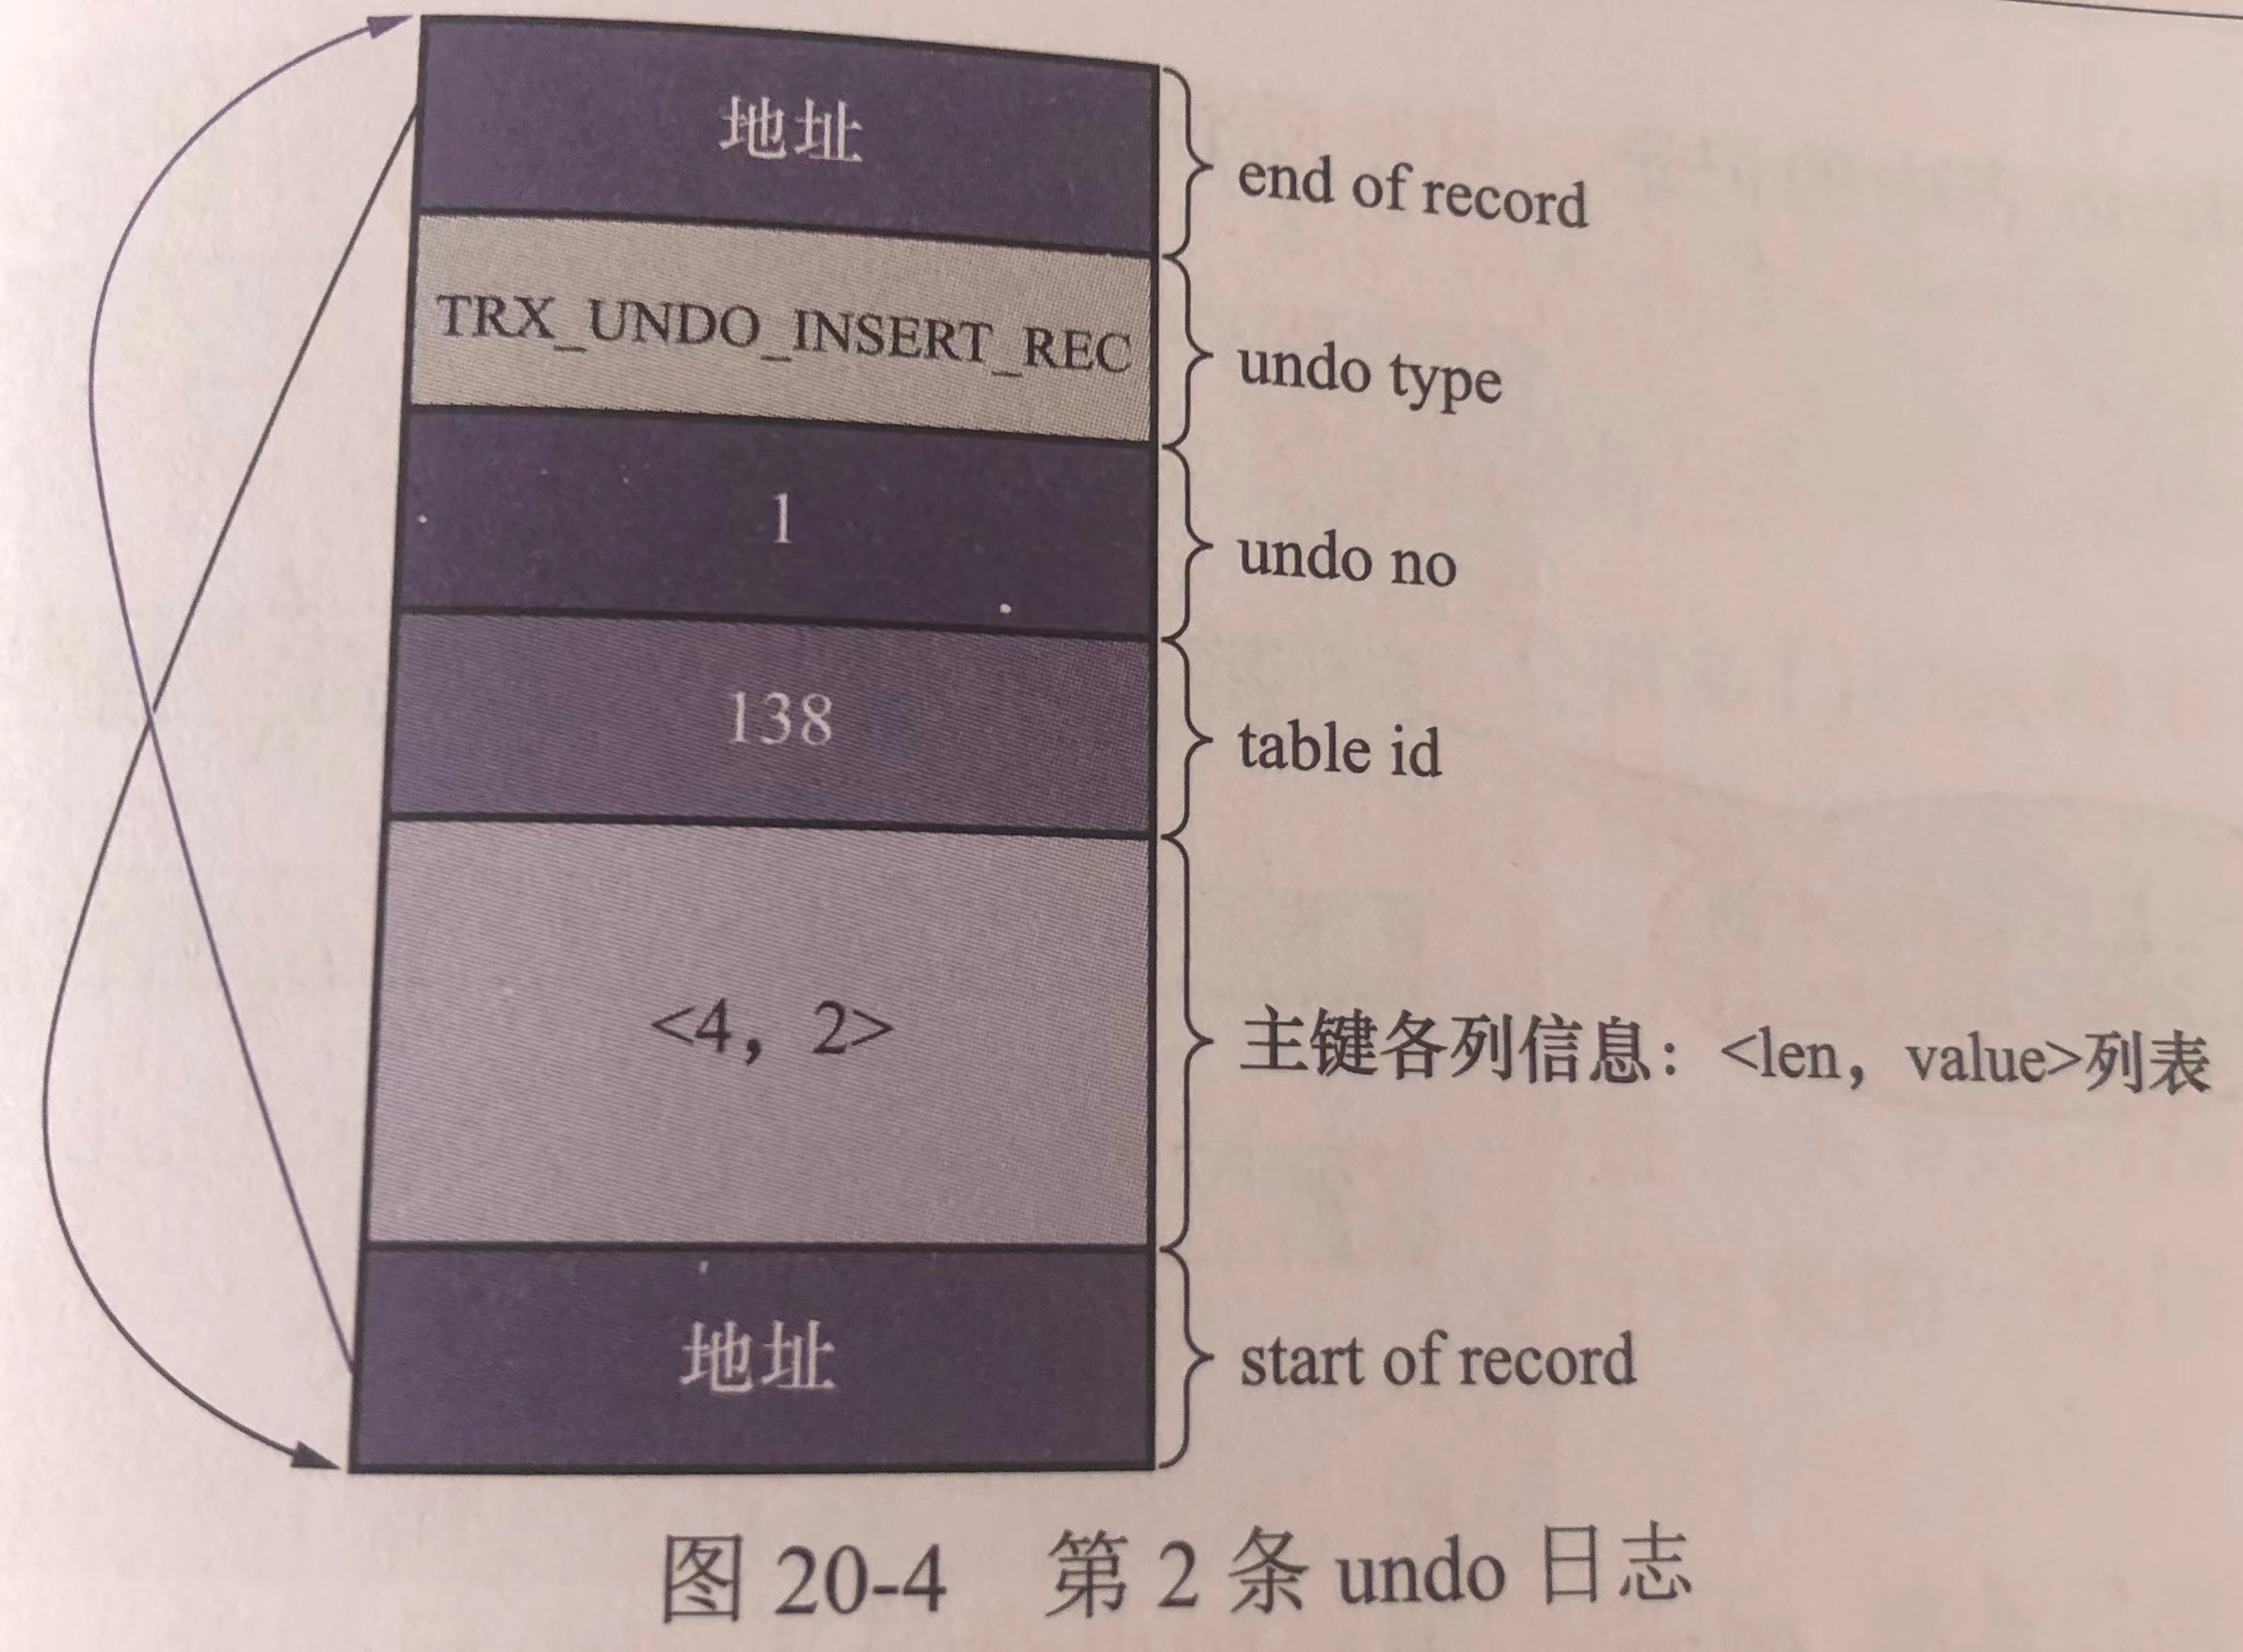 地址
end of record
TRX_UNDO_INSERT_REC
undo type
1
undo no
138
table id
<4，2>
主键各列信息：<len，value>列表
地址
start of record
图 20-4 第 2 条 undo 日志